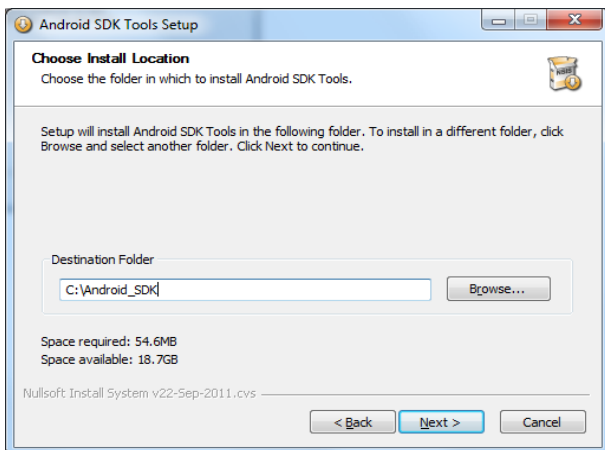 Android SDK Tools Setup
Choose Install Location
Choose the folder in which to install Android SDK Tools.
NSIS
Setup will install Android SDK Tools in the following folder. To install in a different folder, click
Browse and select another folder. Click Next to continue.
Destination Folder
C:\Android_SDK
Browse...
Space required: 54.6MB
Space available: 18.7GB
Nullsoft Install System v22-Sep-2011.cvs
< Back Next > Cancel